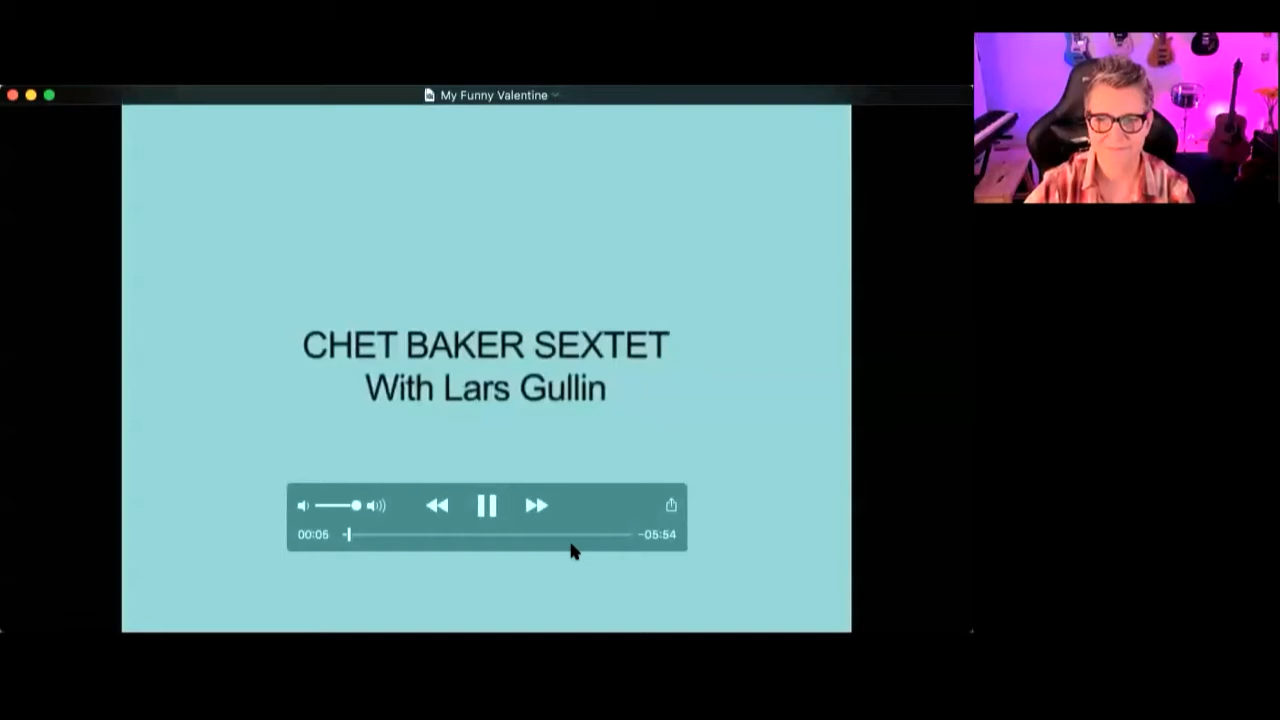 My Funny Valentine
CHET BAKER SEXTET
With Lars Gullin
00:06
-05:54